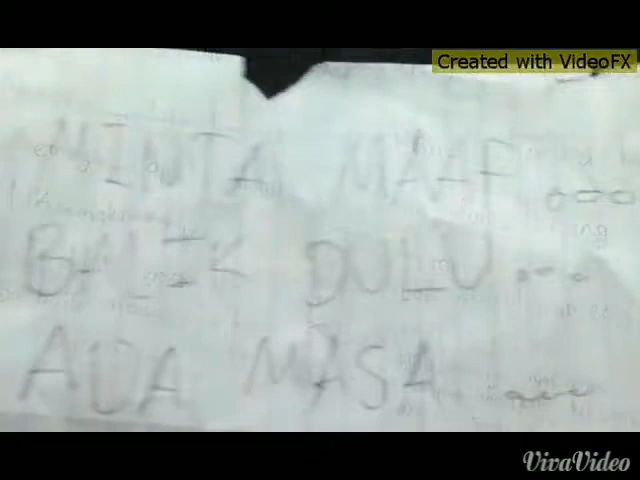 Created with VideoFX
MINTA MAAF
BALIK DULU
ADA MASA
VivaVideo